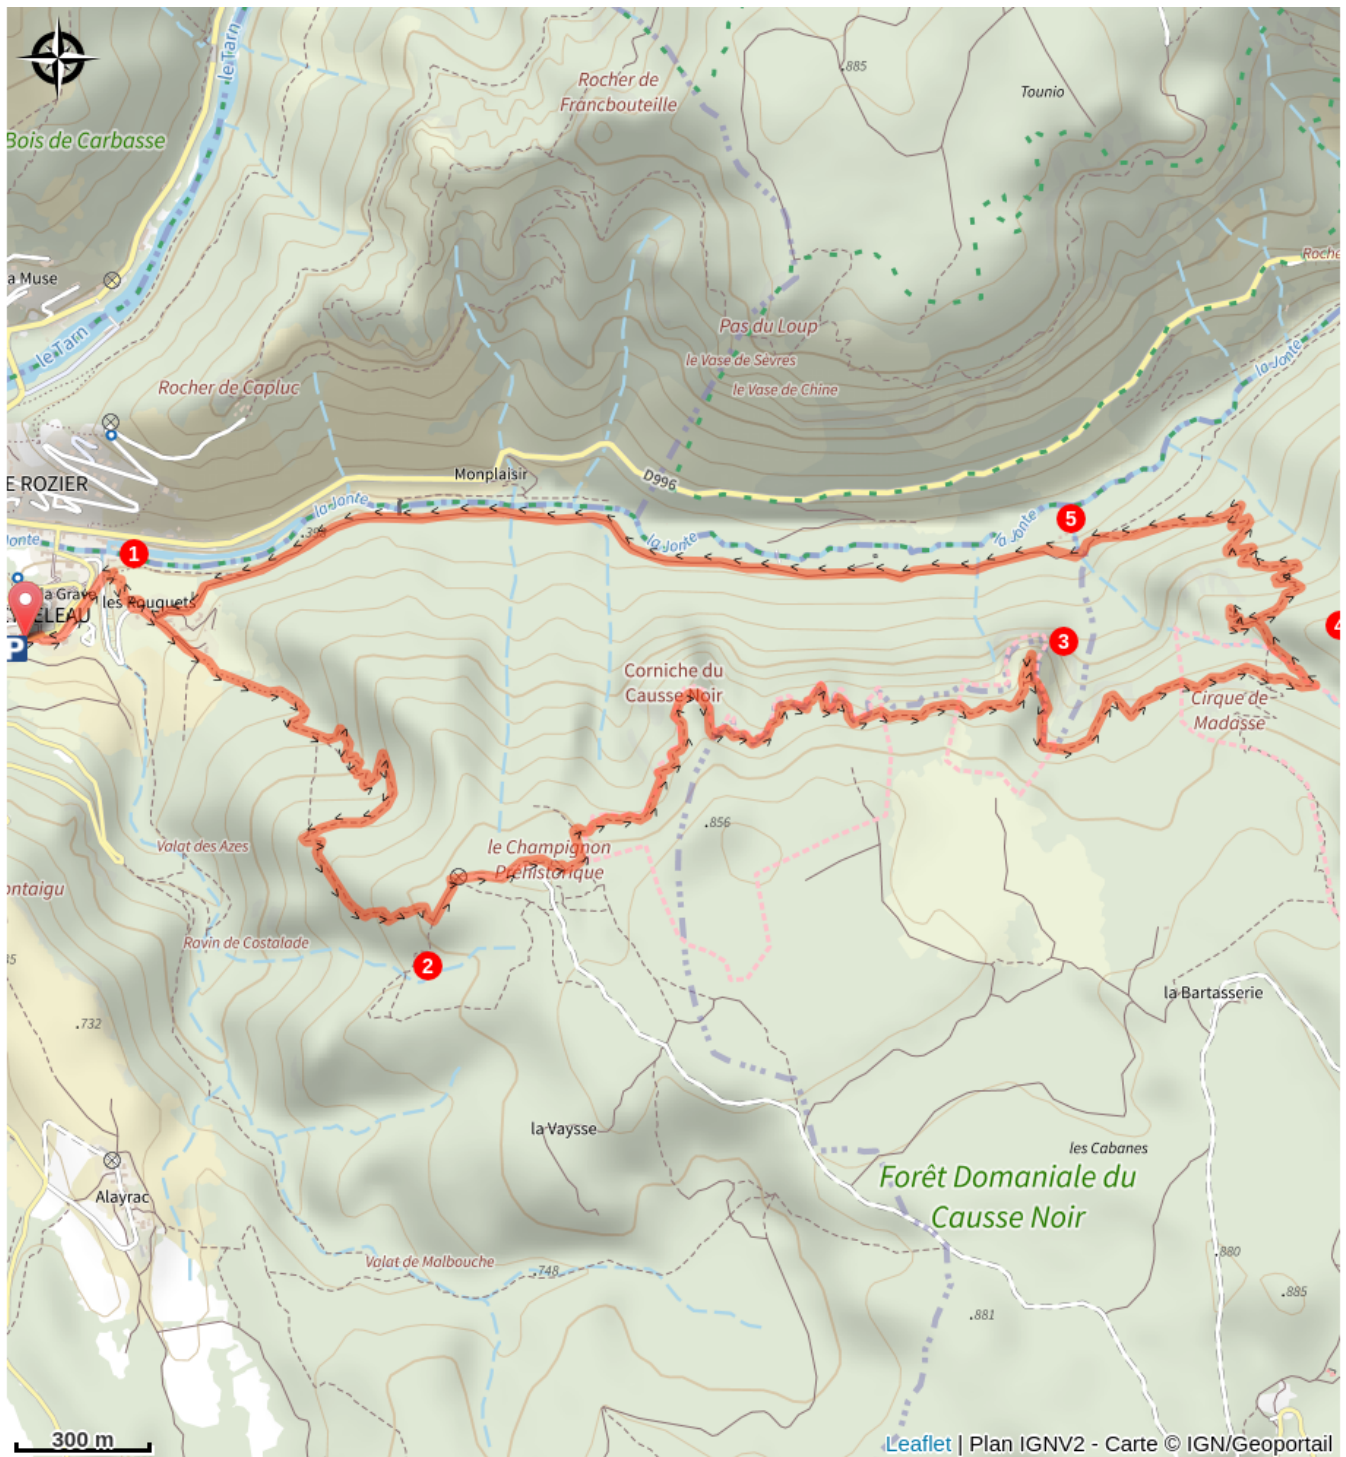 le Tarn
Rocher de
Francbouteille
.885
Tounio
Bois de Carbasse
a Muse
Roche
le Tarn
Pas du Loup
le Vase de Sèvres
le Vase de Chine
la Jonte
Rocher de Capluc
E ROZIER
Monplaisir
D996
la Jonte
.395
la Jonte
la Jonte
5
Jonte
1
la Grave
les Rouquets
ELEAU
P
4
3
Corniche du
Causse Noir
Cirque de
Madasse
.856
Valat des Azes
le Champignon
Préhistorique
ontaigu
Ravin de Costalade
2
35
la Bartasserie
.732
la Vaysse
les Cabanes
Forêt Domaniale du
Causse Noir
Alayrac
Valat de Malbouche
.748
.880
.885
.881
300 m
Leaflet | Plan IGNV2 - Carte © IGN/Geoportail